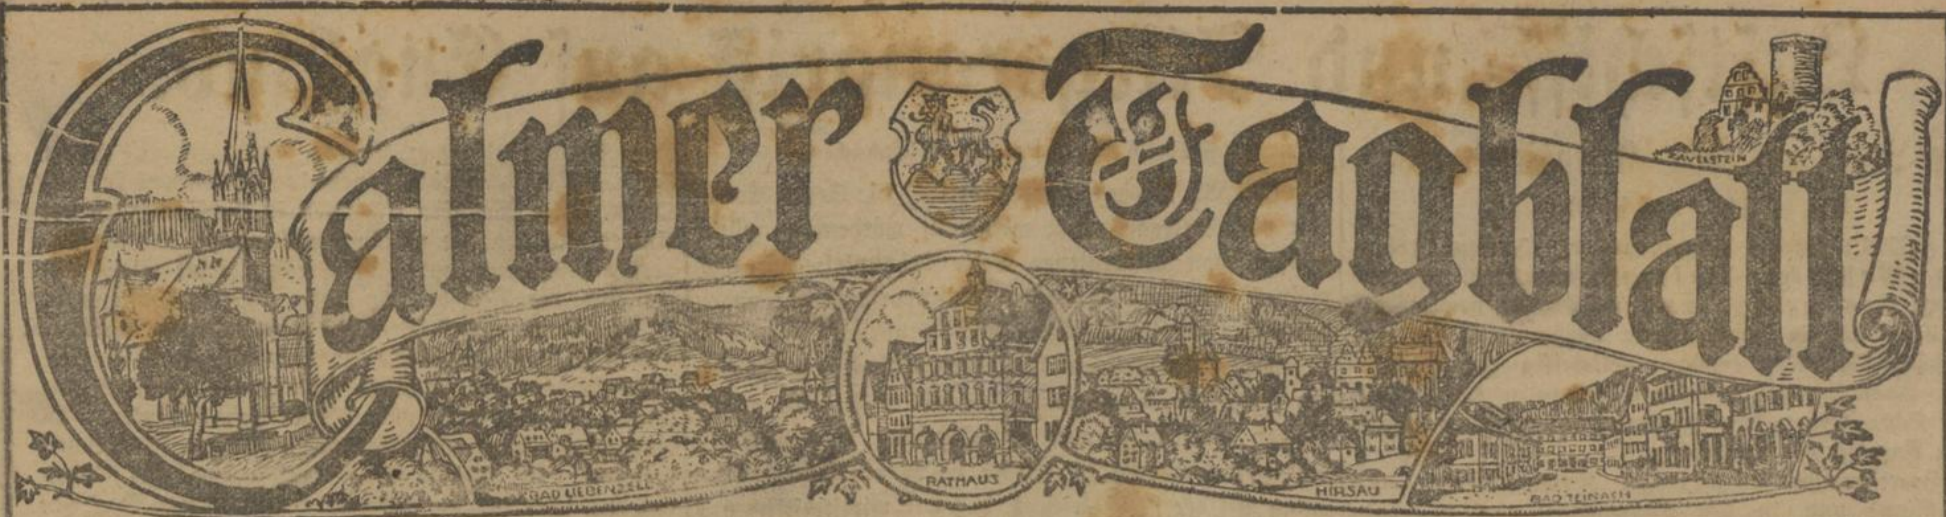 Calwer Tagblatt
ZAVELSTEIN
BAD LIEBENZELL
RATHAUS
HIRSAU
BAD TEINACH